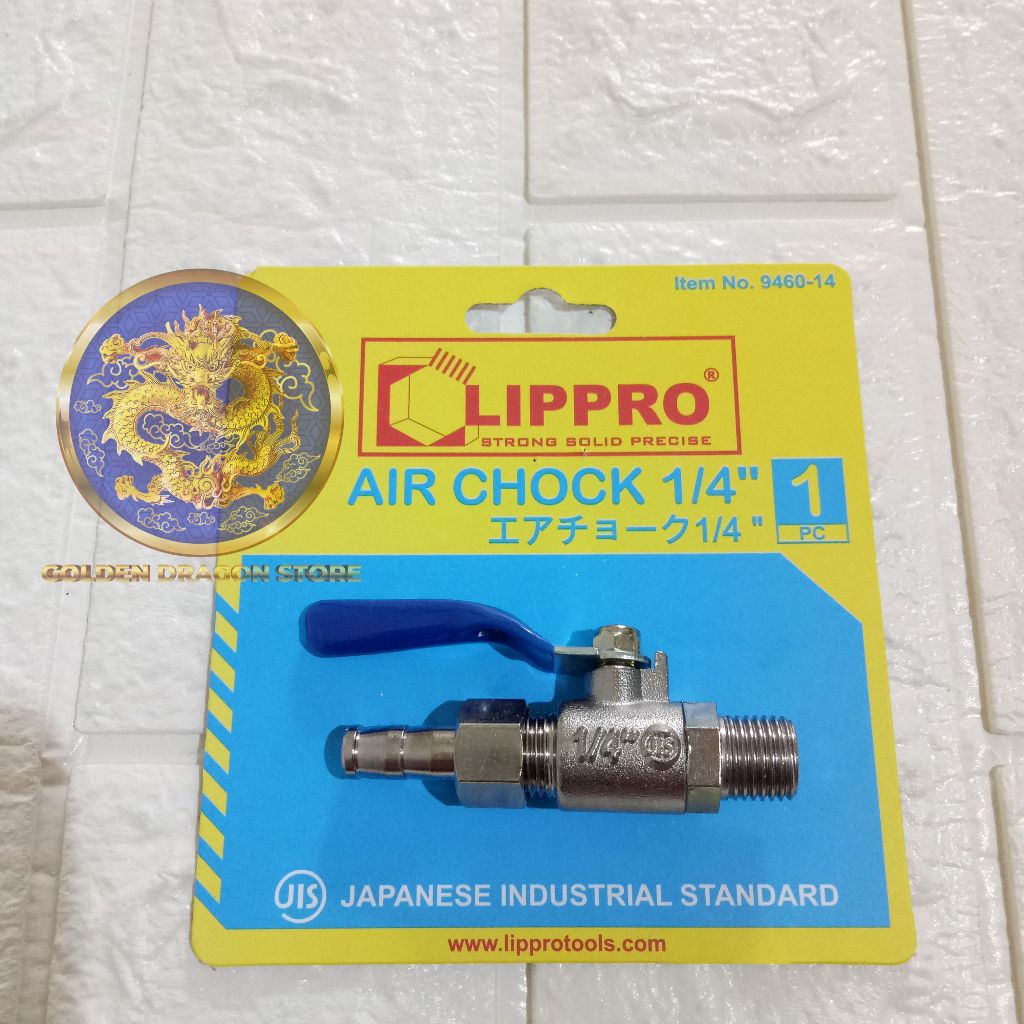 Item No. 9460-14
LIPPRO®
STRONG SOLID PRECISE
AIR CHOCK 1/4"
エアチョーク1/4 "
1
PC
GOLDEN DRAGON STORE
1/4" JIS
JIS JAPANESE INDUSTRIAL STANDARD
www.lipprotools.com